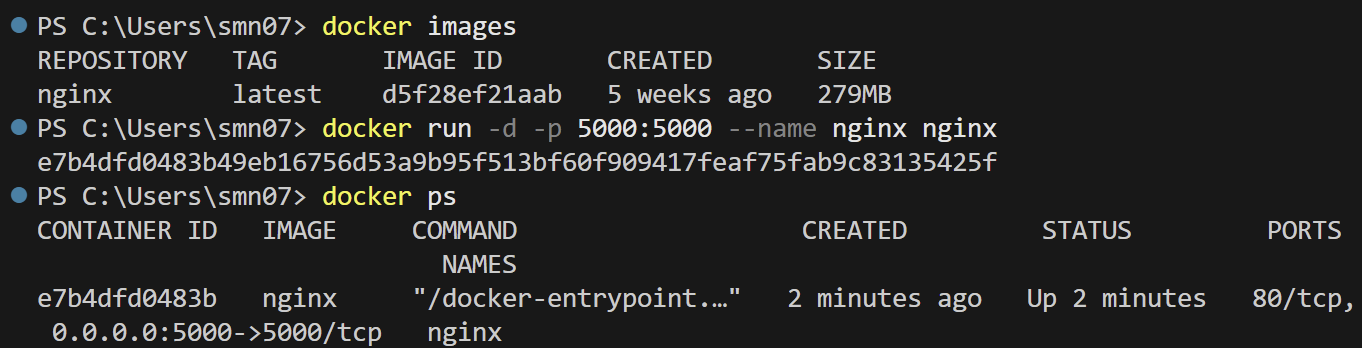 PS C:\Users\smn07> docker images
REPOSITORY   TAG       IMAGE ID       CREATED       SIZE
nginx        latest    d5f28ef21aab   5 weeks ago   279MB
PS C:\Users\smn07> docker run -d -p 5000:5000 --name nginx nginx
e7b4dfd0483b49eb16756d53a9b95f513bf60f909417feaf75fab9c83135425f
PS C:\Users\smn07> docker ps
CONTAINER ID   IMAGE     COMMAND                   CREATED         STATUS         PORTS
                           NAMES
e7b4dfd0483b   nginx     "/docker-entrypoint.…"   2 minutes ago   Up 2 minutes   80/tcp,
 0.0.0.0:5000->5000/tcp   nginx